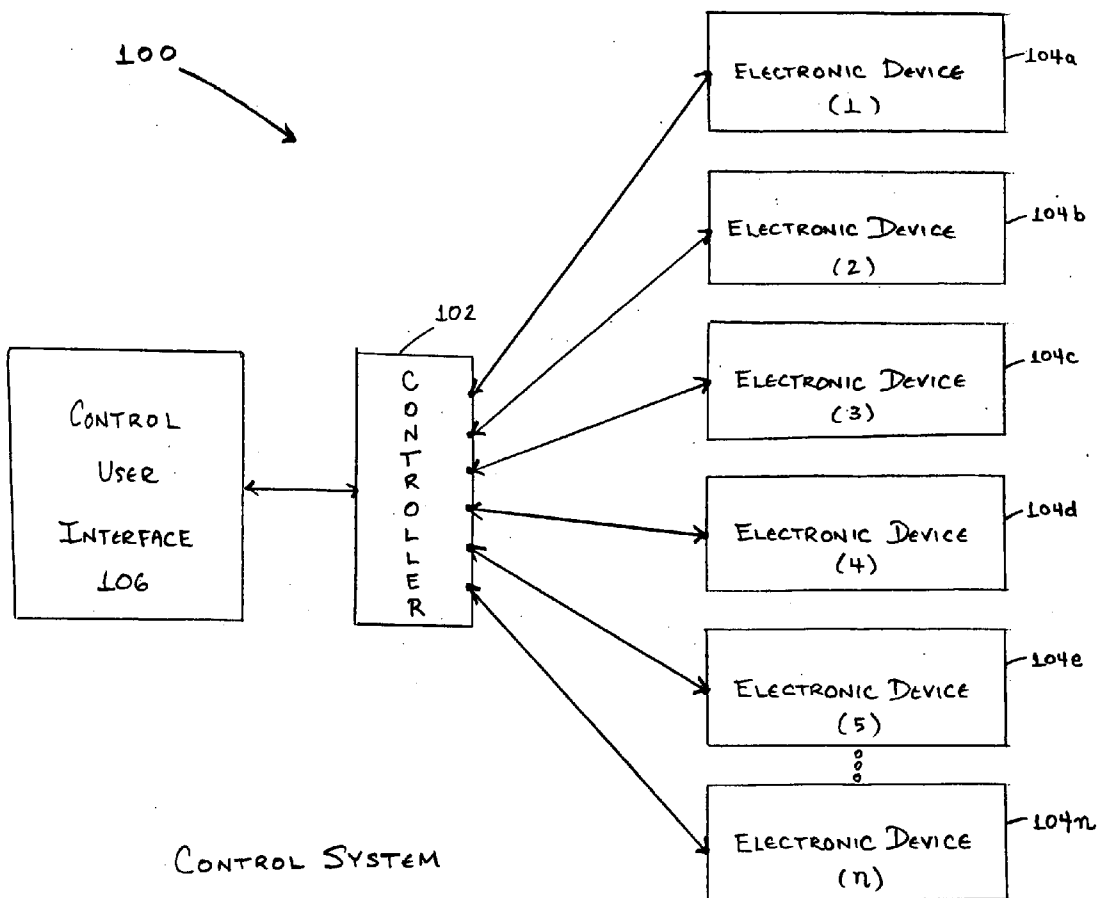 100
ELECTRONIC DEVICE
(1)
104a
ELECTRONIC DEVICE
(2)
104b
102
CONTROLLER
ELECTRONIC DEVICE
(3)
104c
CONTROL
USER
INTERFACE
106
ELECTRONIC DEVICE
(4)
104d
ELECTRONIC DEVICE
(5)
104e
ELECTRONIC DEVICE
(n)
104n
CONTROL SYSTEM